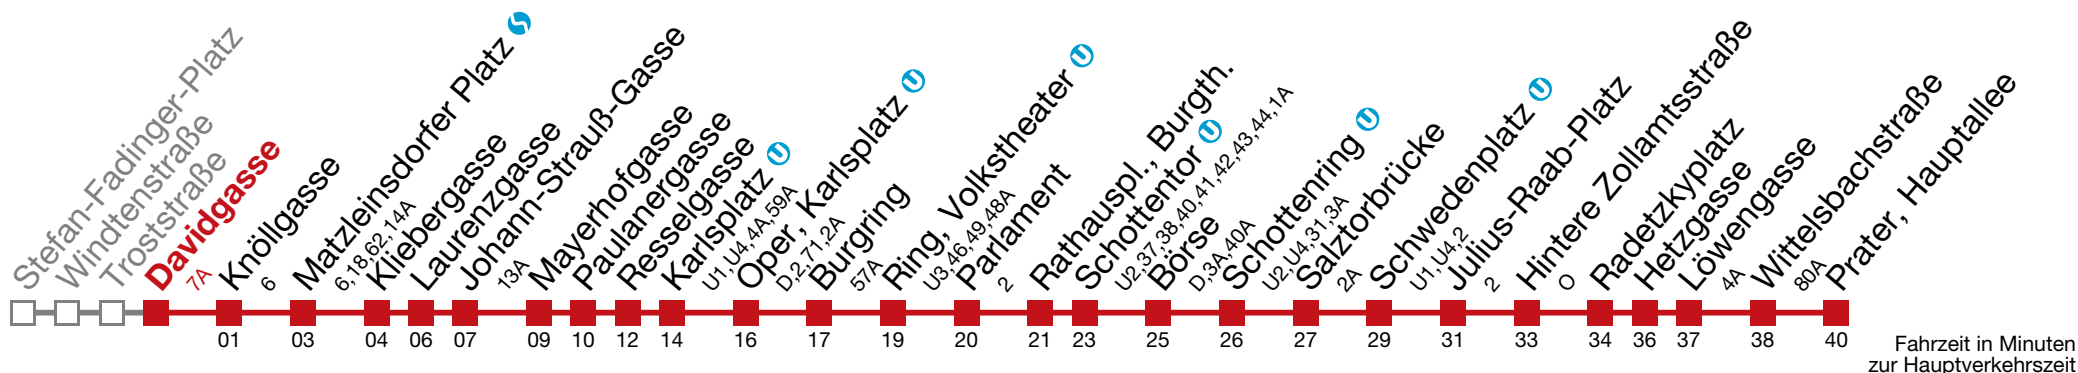 Stefan-Fadinger-Platz
Windtenstraße
Troststraße
Davidgasse
7A
Knöllgasse
6
Matzleinsdorfer Platz
6,18,62,14A
Kliebergasse
Laurenzgasse
Johann-Strauß-Gasse
13A
Mayerhofgasse
Paulanergasse
Resselgasse
Karlsplatz U
U1,U4,4A,59A
Oper, Karlsplatz U
D,2,71,2A
Burgring
57A
Ring, Volkstheater U
U3,46,49,48A
Parlament
2
Rathauspl., Burgth.
Schottentor U
U2,37,38,40,41,42,43,44,1A
Börse
D,3A,40A
Schottenring U
U2,U4,31,3A
Salztorbrücke
2A
Schwedenplatz U
U1,U4,2
Julius-Raab-Platz
2
Hintere Zollamtsstraße
O
Radetzkyplatz
Hetzgasse
Löwengasse
4A
Wittelsbachstraße
80A
Prater, Hauptallee
01 03 04 06 07 09 10 12 14 16 17 19 20 21 23 25 26 27 29 31 33 34 36 37 38 40
Fahrzeit in Minuten
zur Hauptverkehrszeit